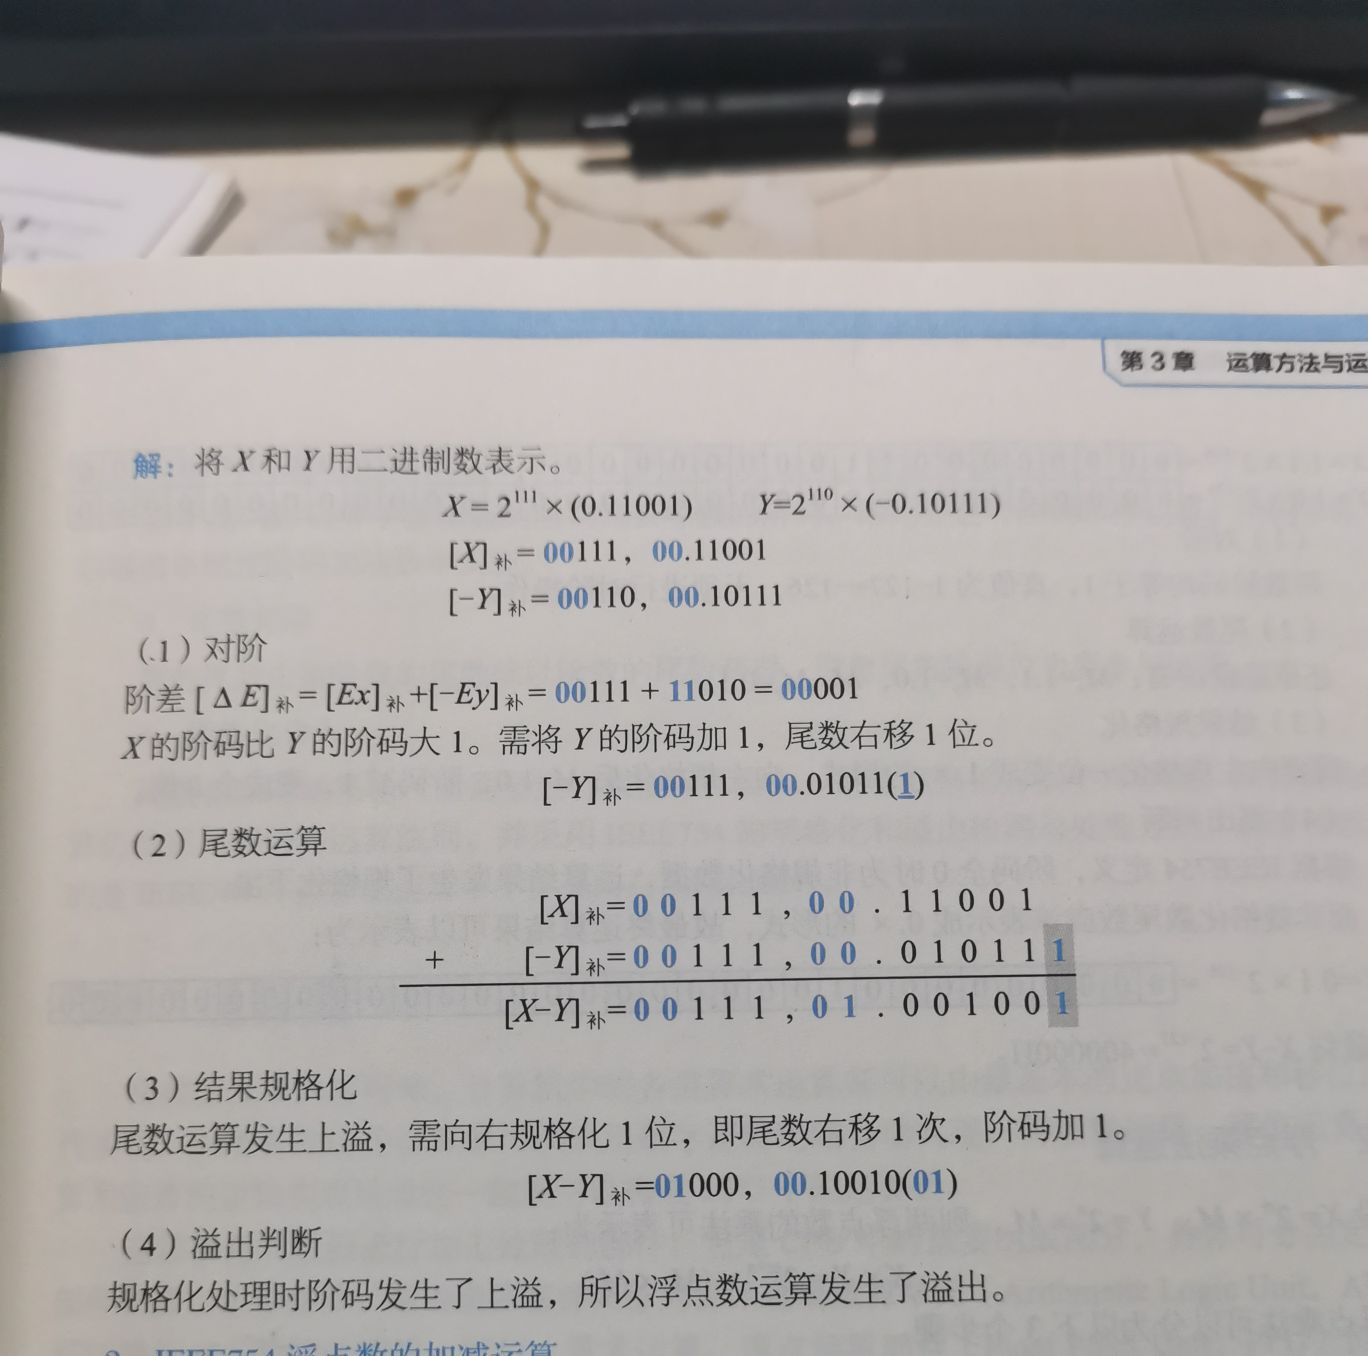 第3章 运算方法与运
解：将 X 和 Y 用二进制数表示。
X = 2¹¹¹ × (0.11001) Y=2¹¹⁰ × (−0.10111)
[X]补 = 00111，00.11001
[−Y]补 = 00110，00.10111
（1）对阶
阶差 [ΔE]补 = [Ex]补 +[−Ey]补 = 00111 + 11010 = 00001
X 的阶码比 Y 的阶码大 1。需将 Y 的阶码加 1，尾数右移 1 位。
[−Y]补 = 00111，00.01011(1)
（2）尾数运算
[X]补=0 0 1 1 1 , 0 0 . 1 1 0 0 1
+ [−Y]补=0 0 1 1 1 , 0 0 . 0 1 0 1 1 1
[X−Y]补=0 0 1 1 1 , 0 1 . 0 0 1 0 0 1
（3）结果规格化
尾数运算发生上溢，需向右规格化 1 位，即尾数右移 1 次，阶码加 1。
[X−Y]补=01000，00.10010(01)
（4）溢出判断
规格化处理时阶码发生了上溢，所以浮点数运算发生了溢出。
IEEE754 浮点数的加减运算